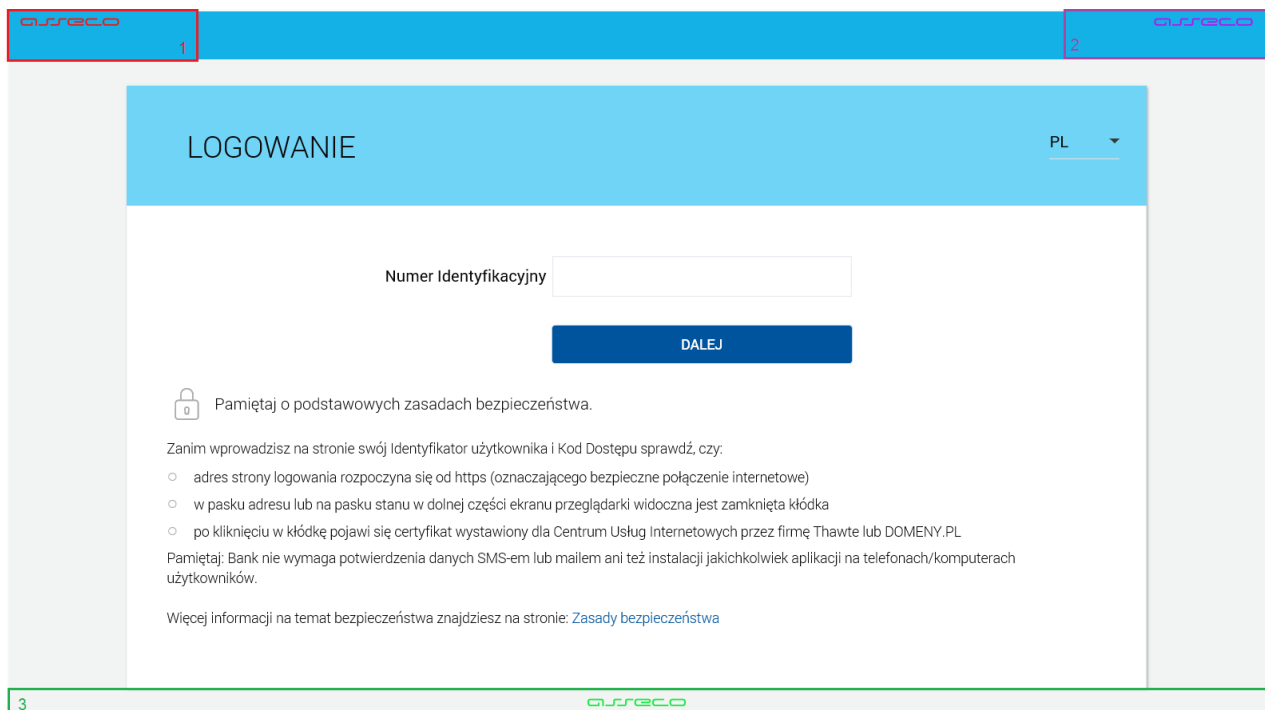 asseco
1
asseco
2
LOGOWANIE
PL
Numer Identyfikacyjny
DALEJ
Pamiętaj o podstawowych zasadach bezpieczeństwa.
Zanim wprowadzisz na stronie swój Identyfikator użytkownika i Kod Dostępu sprawdź, czy:
adres strony logowania rozpoczyna się od https (oznaczającego bezpieczne połączenie internetowe)
w pasku adresu lub na pasku stanu w dolnej części ekranu przeglądarki widoczna jest zamknięta kłódka
po kliknięciu w kłódkę pojawi się certyfikat wystawiony dla Centrum Usług Internetowych przez firmę Thawte lub DOMENY.PL
Pamiętaj: Bank nie wymaga potwierdzenia danych SMS-em lub mailem ani też instalacji jakichkolwiek aplikacji na telefonach/komputerach
użytkowników.
Więcej informacji na temat bezpieczeństwa znajdziesz na stronie: Zasady bezpieczeństwa
3
asseco